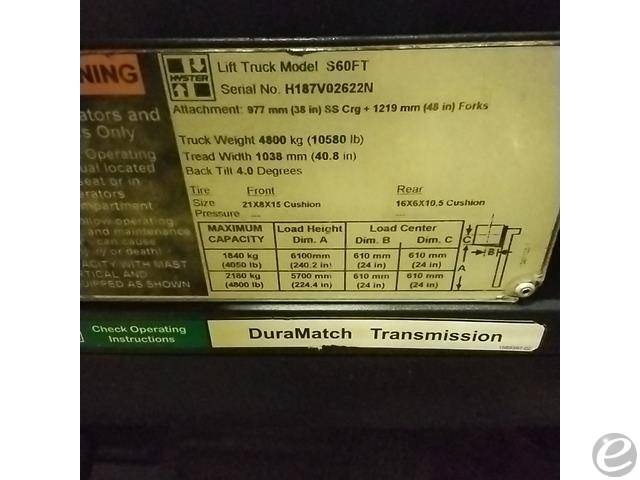 NING
HYSTER
Lift Truck Model S60FT
Serial No. H187V02622N
Attachment: 977 mm (38 in) SS Crg + 1219 mm (48 in) Forks
ators and
s Only
Operating
ual located
seat or in
erators
mpartment
follow operating
and maintenance
can cause
y or death!
ACITY WITH MAST
TICAL AND
UIPPED AS SHOWN
Truck Weight 4800 kg (10580 lb)
Tread Width 1038 mm (40.8 in)
Back Tilt 4.0 Degrees
Tire Front Rear
Size 21X8X15 Cushion 16X6X10.5 Cushion
Pressure --- ---
MAXIMUM CAPACITY Load Height Dim. A Load Center Dim. B Dim. C
1840 kg (4050 lb) 6100mm (240.2 in) 610 mm (24 in) 610 mm (24 in)
2180 kg (4800 lb) 5700 mm (224.4 in) 610 mm (24 in) 610 mm (24 in)
C
B
A
Check Operating
Instructions
DuraMatch Transmission
e